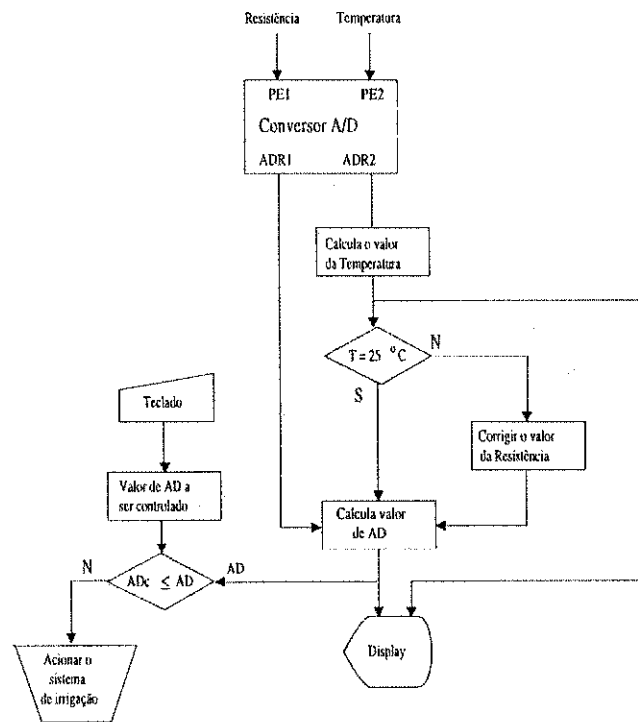 Resistência
Temperatura
PE1
PE2
Conversor A/D
ADR1
ADR2
Calcula o valor
da Temperatura
T = 25 °C
N
S
Teclado
Corrigir o valor
da Resistência
Valor de AD a
ser controlado
Calcula valor
de AD
N
ADc ≤ AD
AD
Acionar o
sistema
de irrigação
Display